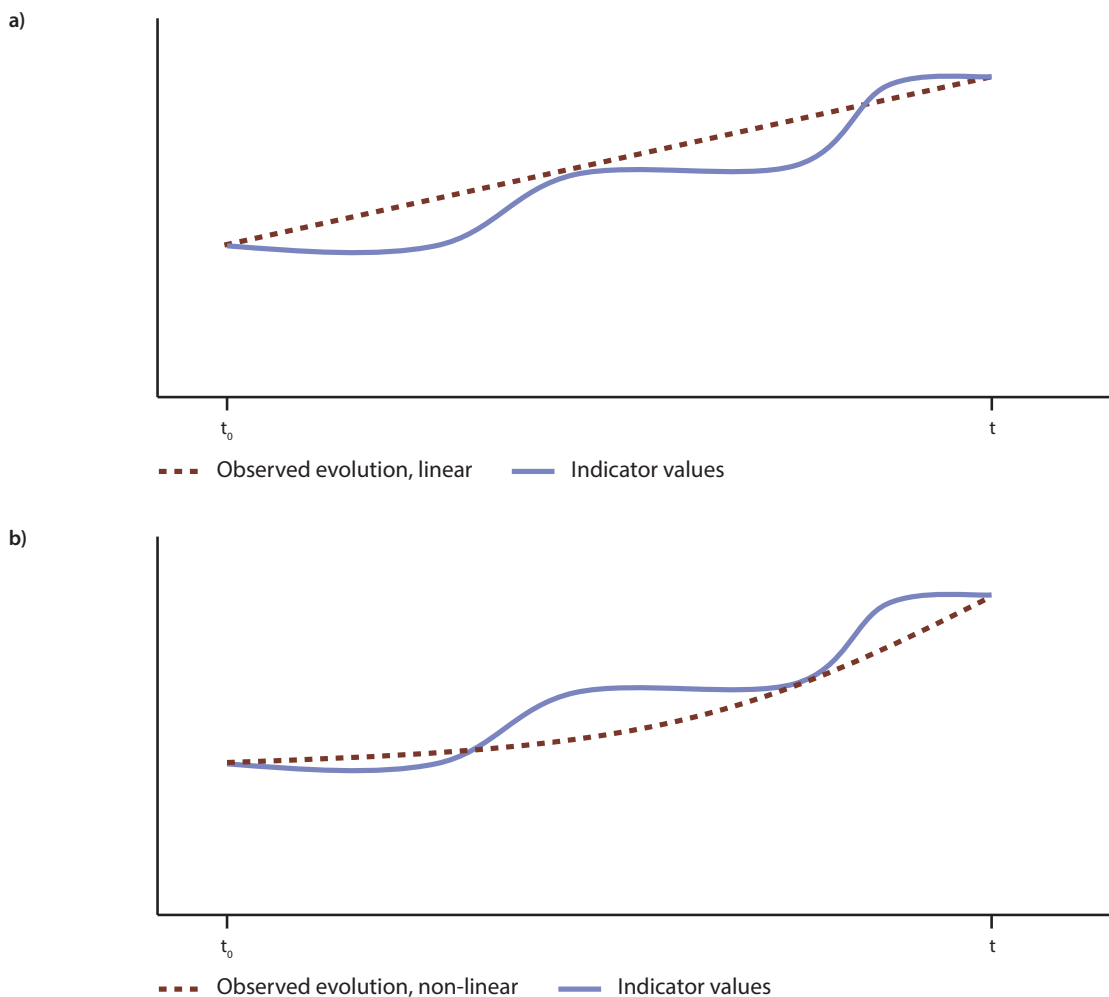 a)
t₀ t
Observed evolution, linear Indicator values
b)
t₀ t
Observed evolution, non-linear Indicator values